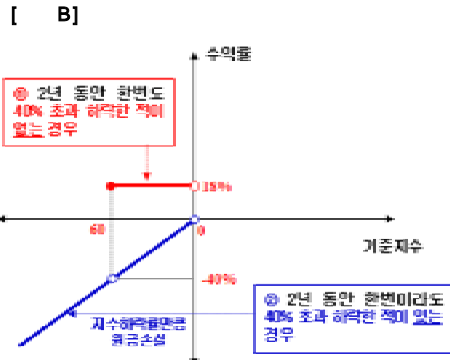 [ B]
수익률
ⓐ 2년 동안 한번도
40% 초과 하락한 적이
없는 경우
60
0
-40%
기준지수
ⓑ 2년 동안 한번이라도
40% 초과 하락한 적이 있는
경우
지수하락률만큼
원금손실